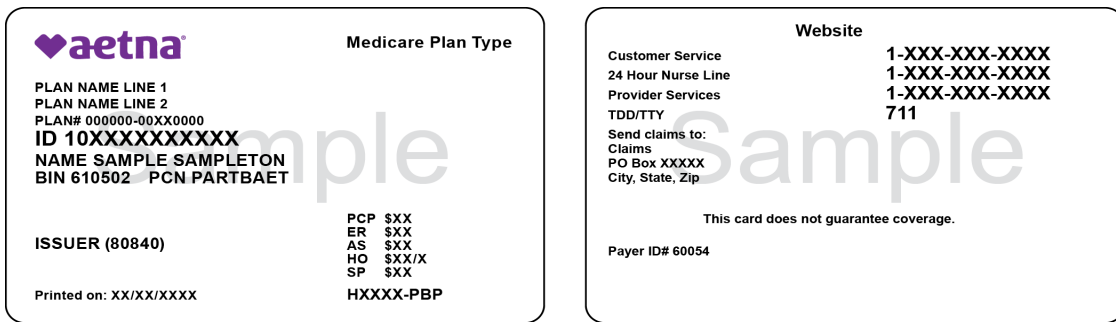 aetna®
Medicare Plan Type
PLAN NAME LINE 1
PLAN NAME LINE 2
PLAN# 000000-00XX0000
ID 10XXXXXXXXXX
NAME SAMPLE SAMPLETON
BIN 610502 PCN PARTBAET
Sample
ISSUER (80840)
PCP $XX
ER $XX
AS $XX
HO $XX/X
SP $XX
Printed on: XX/XX/XXXX
HXXXX-PBP
Website
Customer Service 1-XXX-XXX-XXXX
24 Hour Nurse Line 1-XXX-XXX-XXXX
Provider Services 1-XXX-XXX-XXXX
TDD/TTY 711
Send claims to:
Claims
PO Box XXXXX
City, State, Zip
Sample
This card does not guarantee coverage.
Payer ID# 60054